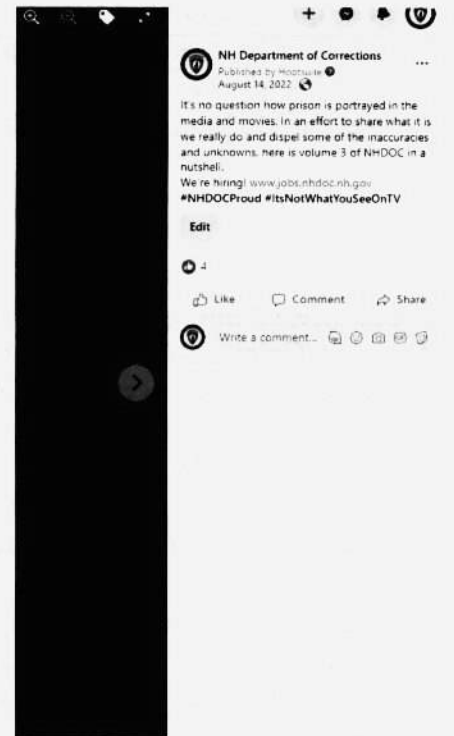 NH Department of Corrections
Published by Hootsuite
August 14, 2022
It's no question how prison is portrayed in the
media and movies. In an effort to share what it is
we really do and dispel some of the inaccuracies
and unknowns, here is volume 3 of NHDOC in a
nutshell.
We're hiring! www.jobs.nhdoc.nh.gov
#NHDOCProud #ItsNotWhatYouSeeOnTV
Edit
4
Like Comment Share
Write a comment...